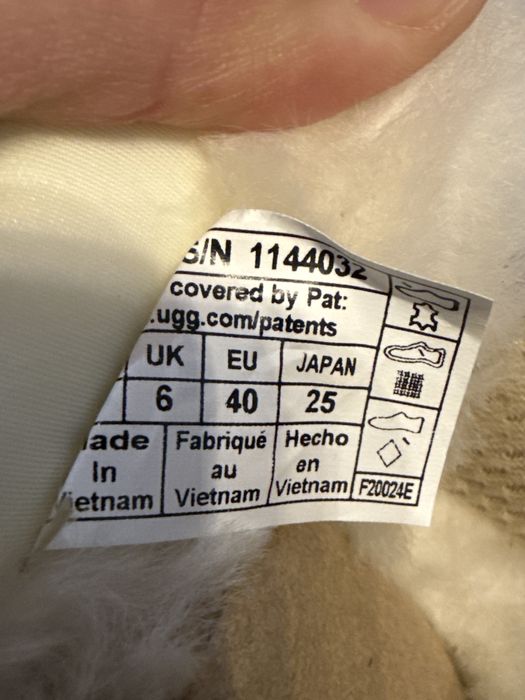 S/N 1144032
covered by Pat:
.ugg.com/patents
UK EU JAPAN
6 40 25
ade
In
ietnam
Fabriqué
au
Vietnam
Hecho
en
Vietnam
F20024E